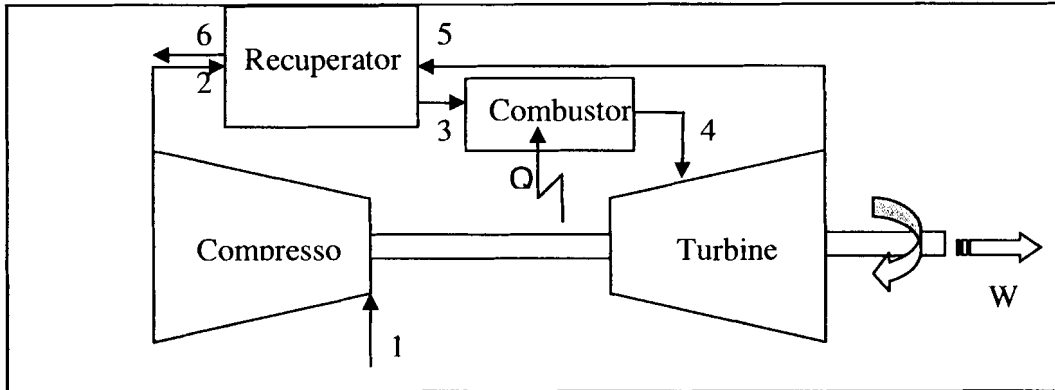 6
5
Recuperator
2
3
Combustor
4
Q
Compresso
Turbine
W
1